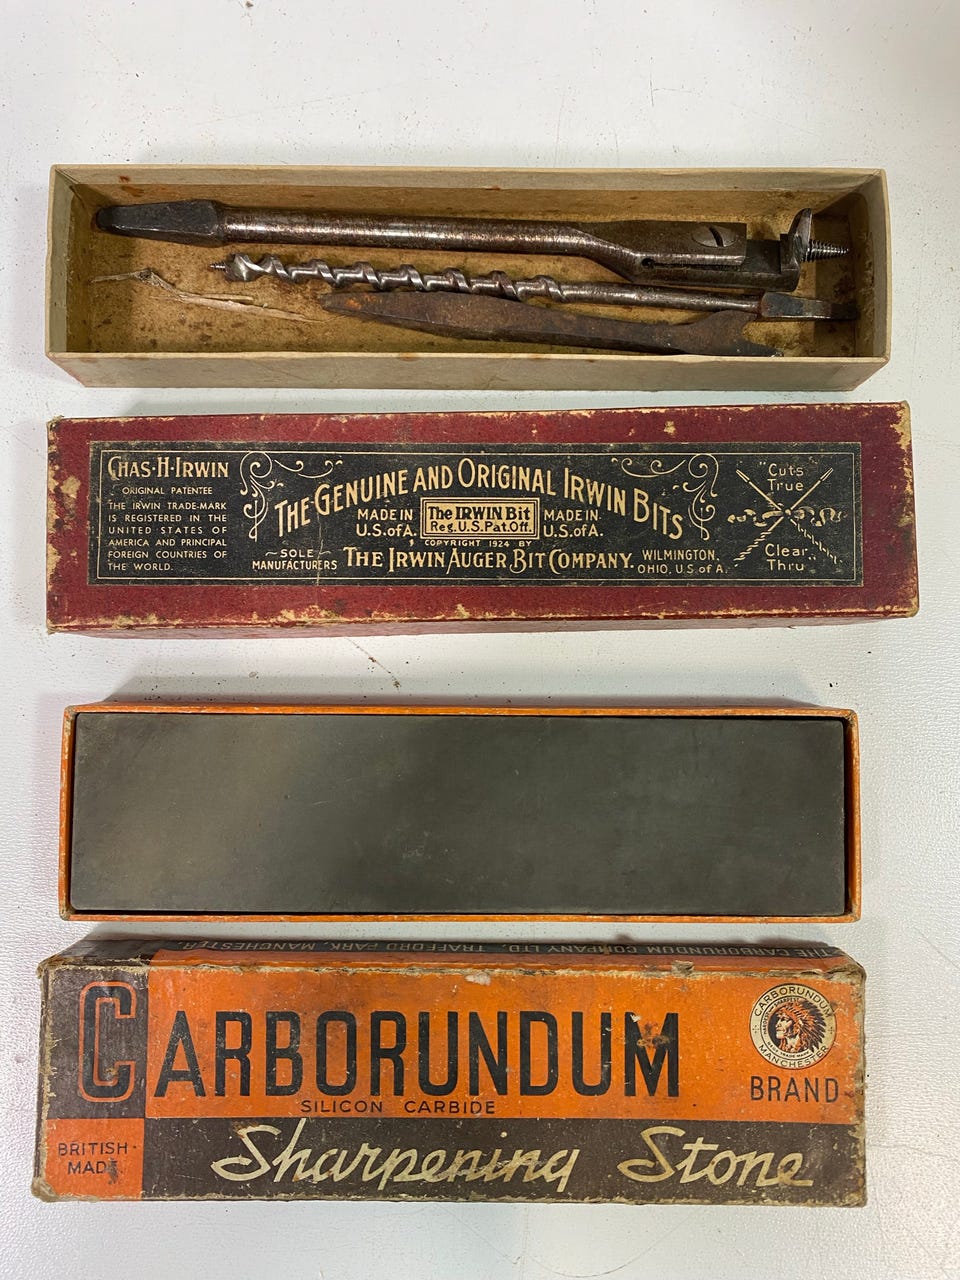 CHAS·H·IRWIN
ORIGINAL PATENTEE
THE IRWIN TRADE-MARK
IS REGISTERED IN THE
UNITED STATES OF
AMERICA AND PRINCIPAL
FOREIGN COUNTRIES OF
THE WORLD.
THE GENUINE AND ORIGINAL IRWIN BITS
MADE IN
U.S. of A.
The IRWIN Bit
Reg. U.S. Pat. Off.
MADE IN
U.S. of A.
COPYRIGHT 1924 BY
~SOLE~
MANUFACTURERS
THE IRWIN AUGER BIT COMPANY.
WILMINGTON.
OHIO, U.S. of A.
"Cuts
True
Clear
Thru"
THE CARBORUNDUM COMPANY LTD. TRAFFORD PARK, MANCHESTER.
CARBORUNDUM
SILICON CARBIDE
CARBORUNDUM
MANCHESTER
BRAND
BRITISH-
MADE
Sharpening Stone